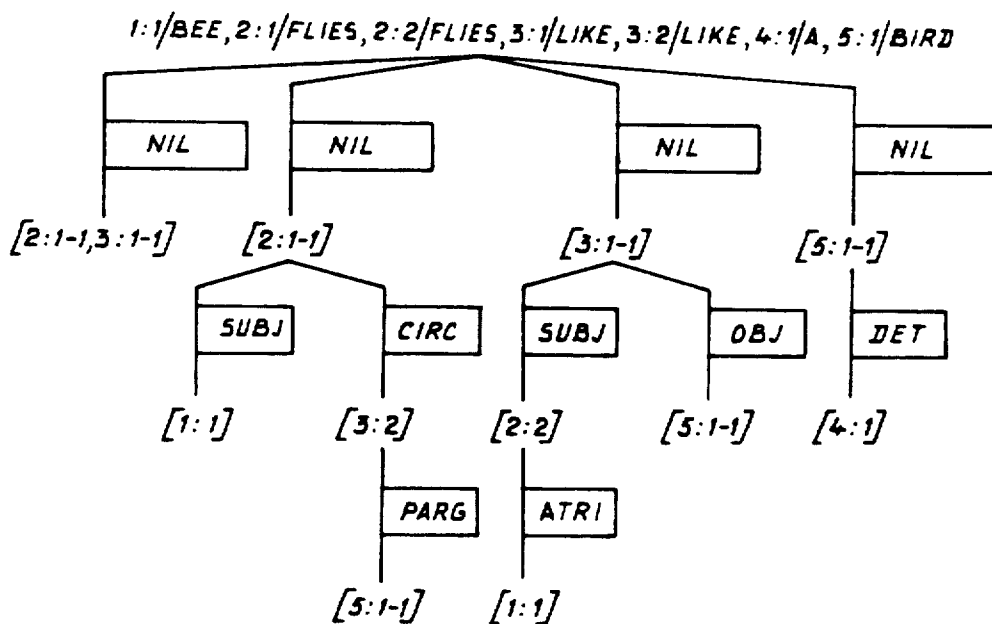 1:1/BEE, 2:1/FLIES, 2:2/FLIES, 3:1/LIKE, 3:2/LIKE, 4:1/A, 5:1/BIRD
NIL NIL NIL NIL
[2:1-1,3:1-1] [2:1-1] [3:1-1] [5:1-1]
SUBJ CIRC SUBJ OBJ DET
[1:1] [3:2] [2:2] [5:1-1] [4:1]
PARG ATRI
[5:1-1] [1:1]